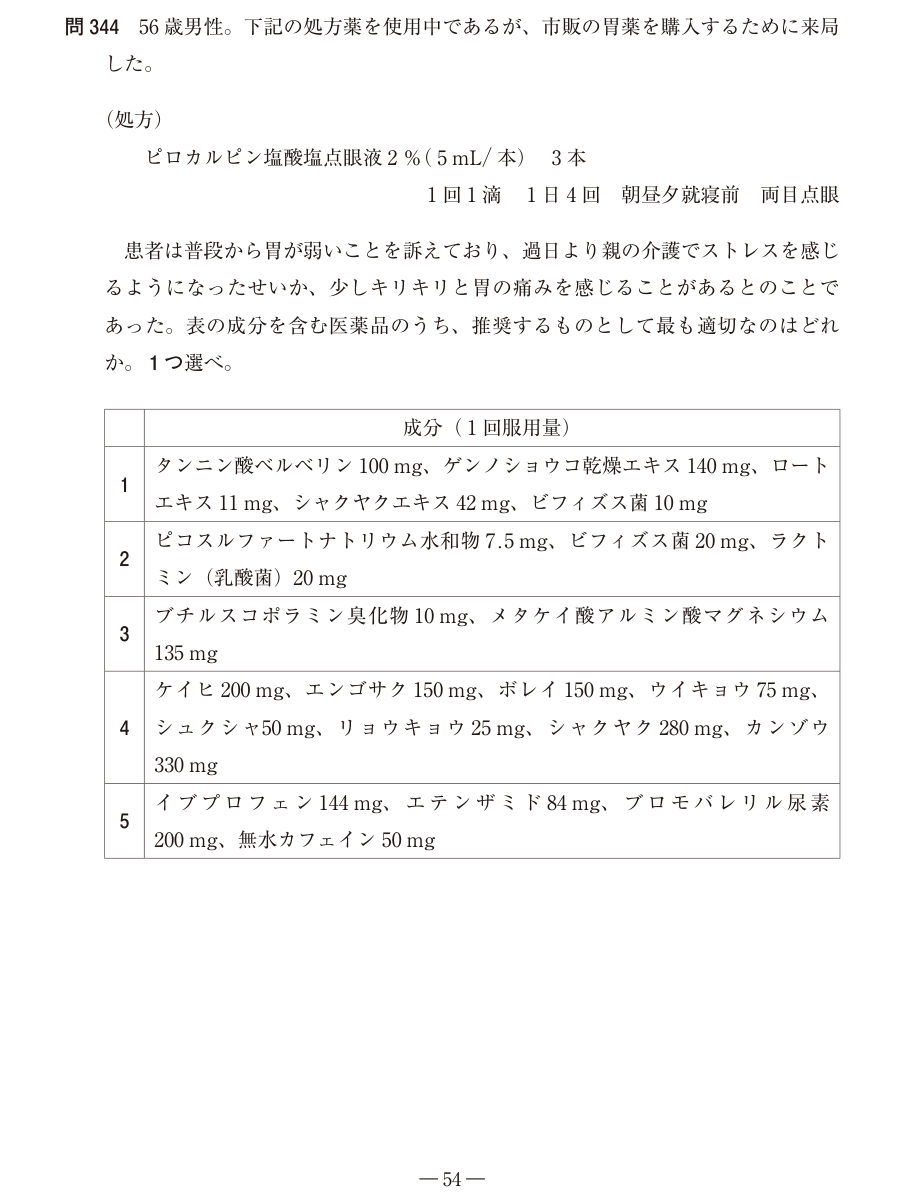 問 344　56 歳男性。下記の処方薬を使用中であるが、市販の胃薬を購入するために来局
した。
（処方）
ピロカルピン塩酸塩点眼液 2 %( 5 mL/ 本)　3 本
1 回 1 滴　1 日 4 回　朝昼夕就寝前　両目点眼
患者は普段から胃が弱いことを訴えており、過日より親の介護でストレスを感じ
るようになったせいか、少しキリキリと胃の痛みを感じることがあるとのことで
あった。表の成分を含む医薬品のうち、推奨するものとして最も適切なのはどれ
か。1 つ選べ。
成分（ 1 回服用量）
1
タンニン酸ベルベリン 100 mg、ゲンノショウコ乾燥エキス 140 mg、ロート
エキス 11 mg、シャクヤクエキス 42 mg、ビフィズス菌 10 mg
2
ピコスルファートナトリウム水和物 7.5 mg、ビフィズス菌 20 mg、ラクト
ミン（乳酸菌）20 mg
3
ブチルスコポラミン臭化物 10 mg、メタケイ酸アルミン酸マグネシウム
135 mg
4
ケイヒ 200 mg、エンゴサク 150 mg、ボレイ 150 mg、ウイキョウ 75 mg、
シュクシャ50 mg、リョウキョウ 25 mg、シャクヤク 280 mg、カンゾウ
330 mg
5
イブプロフェン 144 mg、エテンザミド 84 mg、ブロモバレリル尿素
200 mg、無水カフェイン 50 mg
― 54 ―